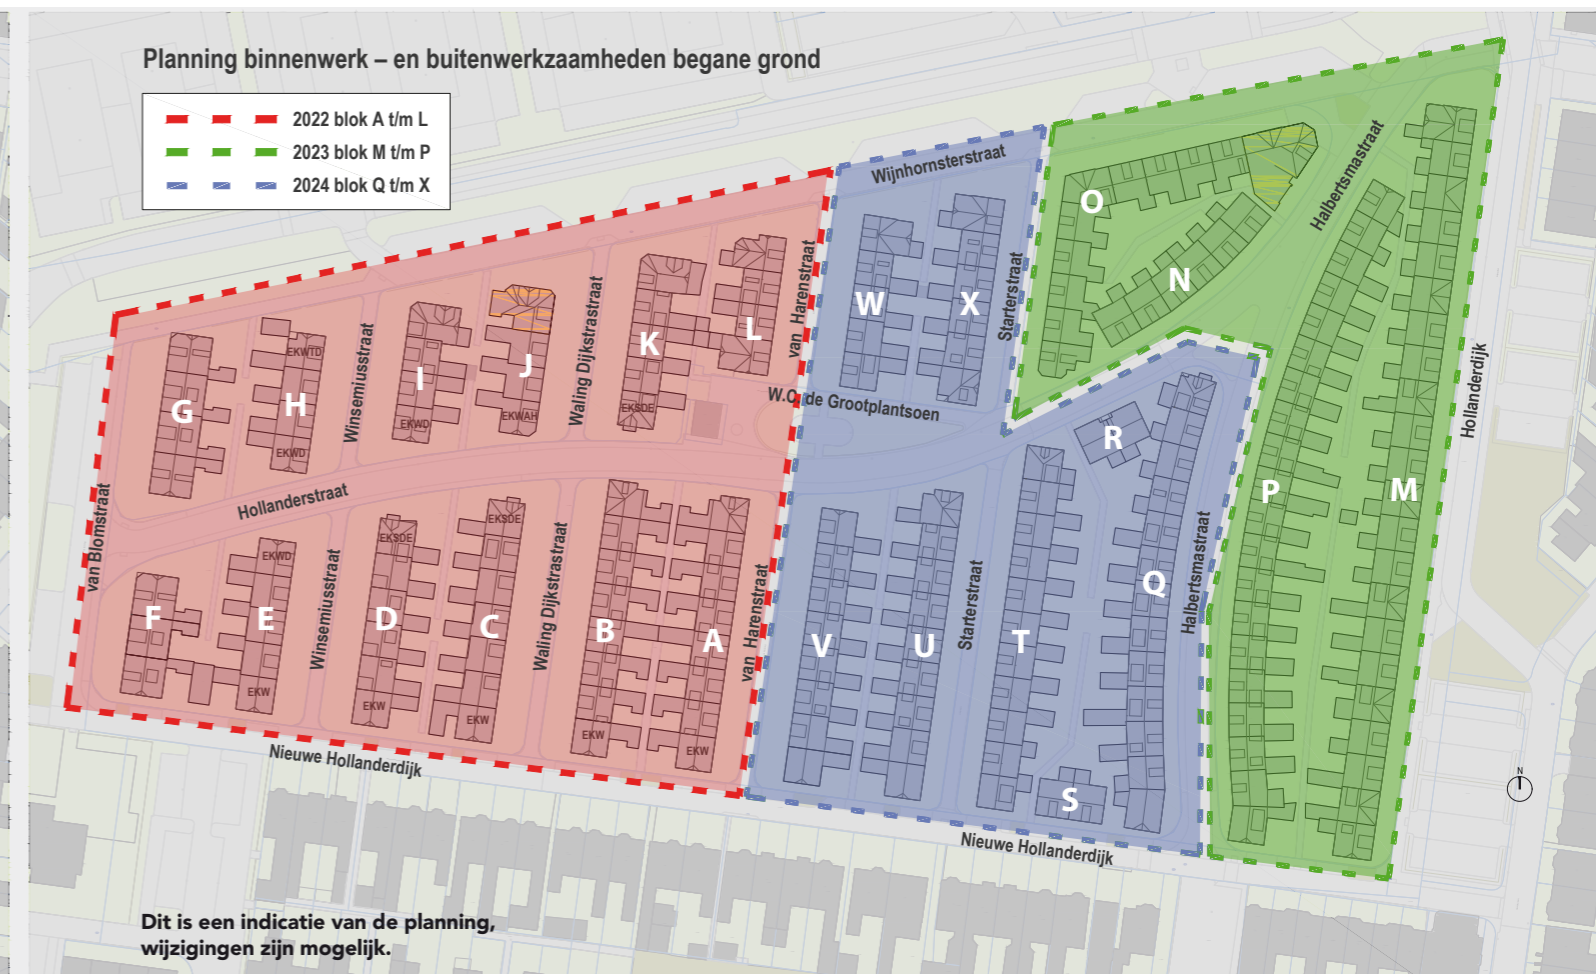 Planning binnenwerk – en buitenwerkzaamheden begane grond
2022 blok A t/m L
2023 blok M t/m P
2024 blok Q t/m X
Wijnhornsterstraat
Halbertsmastraat
O
N
Starterstraat
van Harenstraat
W
X
K
L
Waling Dijkstrastraat
J
I
Winsemiusstraat
EKWTD
H
G
EKWD
EKWD
EKWAH
EKSDE
W.C. de Grootplantsoen
Hollanderdijk
R
P
M
Hollanderstraat
van Blomstraat
EKSDE
EKSDE
EKWD
Winsemiusstraat
Waling Dijkstrastraat
van Harenstraat
Starterstraat
Halbertsmastraat
F
E
D
C
B
A
V
U
T
Q
EKW
EKW
EKW
EKW
EKW
S
N
Nieuwe Hollanderdijk
Nieuwe Hollanderdijk
Dit is een indicatie van de planning,
wijzigingen zijn mogelijk.